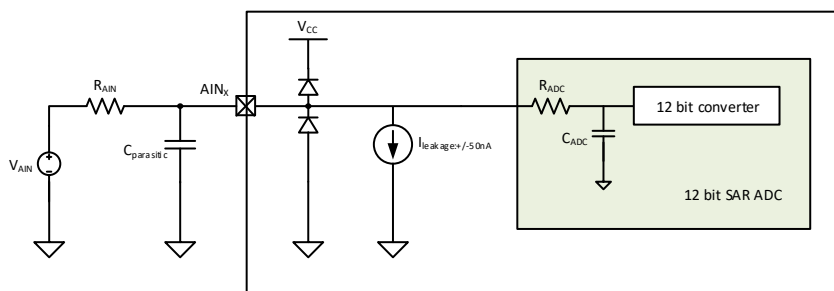 V_CC
R_AIN
AIN_X
R_ADC
12 bit converter
C_parasitic
I_leakage:+/-50nA
C_ADC
V_AIN
+
−
12 bit SAR ADC